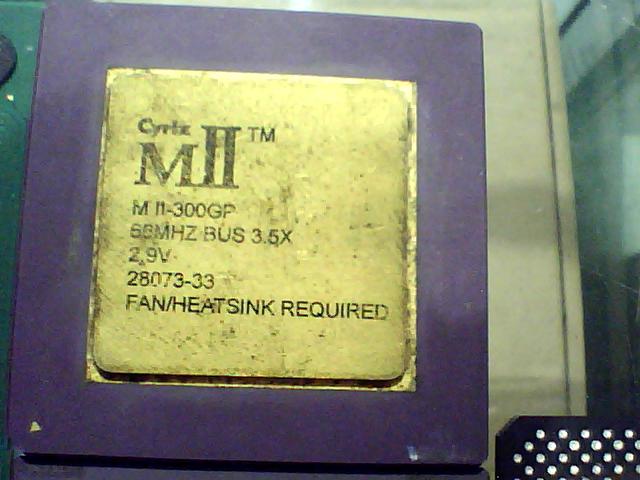 Cyrix
MII™
M II-300GP
66MHZ BUS 3.5X
2.9V
28073-33
FAN/HEATSINK REQUIRED